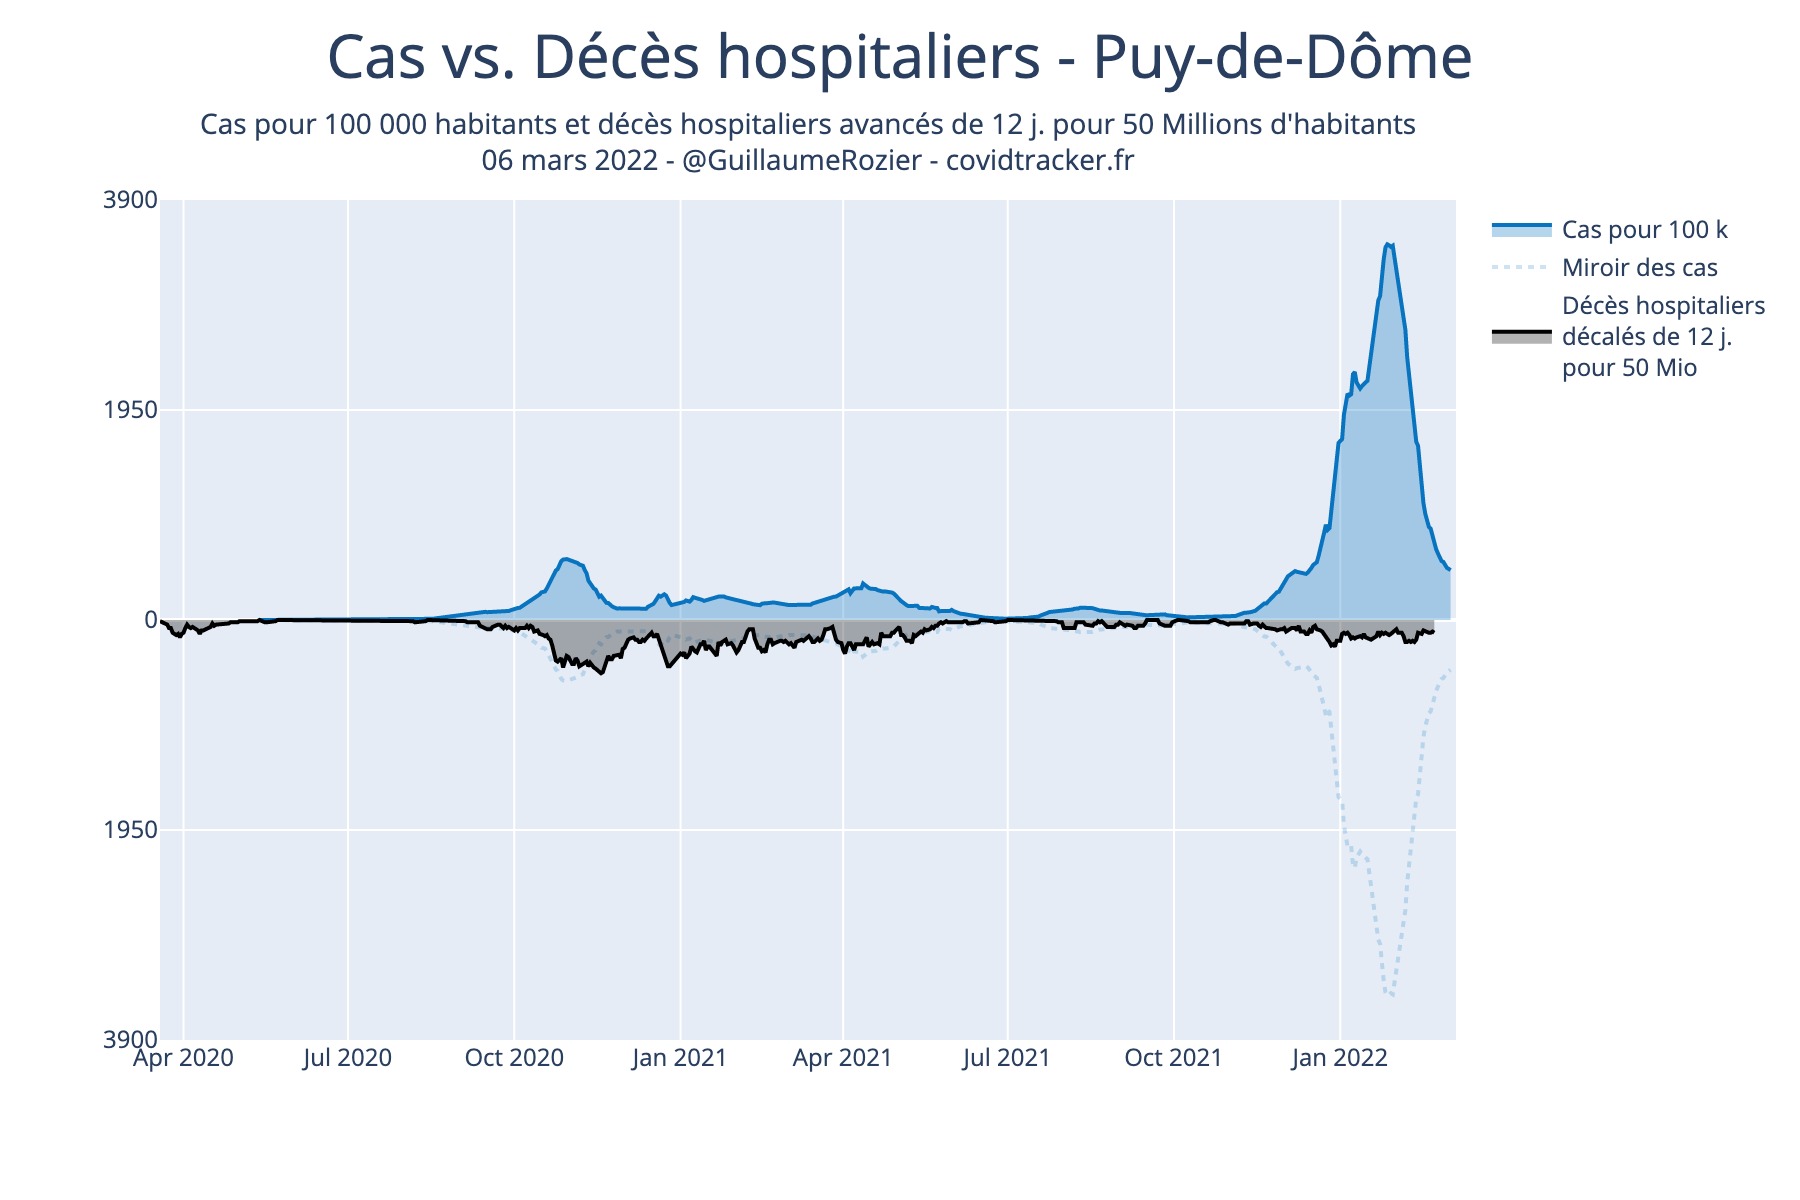 Cas vs. Décès hospitaliers - Puy-de-Dôme
Cas pour 100 000 habitants et décès hospitaliers avancés de 12 j. pour 50 Millions d'habitants
06 mars 2022 - @GuillaumeRozier - covidtracker.fr
3900
1950
0
1950
3900
Apr 2020
Jul 2020
Oct 2020
Jan 2021
Apr 2021
Jul 2021
Oct 2021
Jan 2022
Cas pour 100 k
Miroir des cas
Décès hospitaliers
décalés de 12 j.
pour 50 Mio